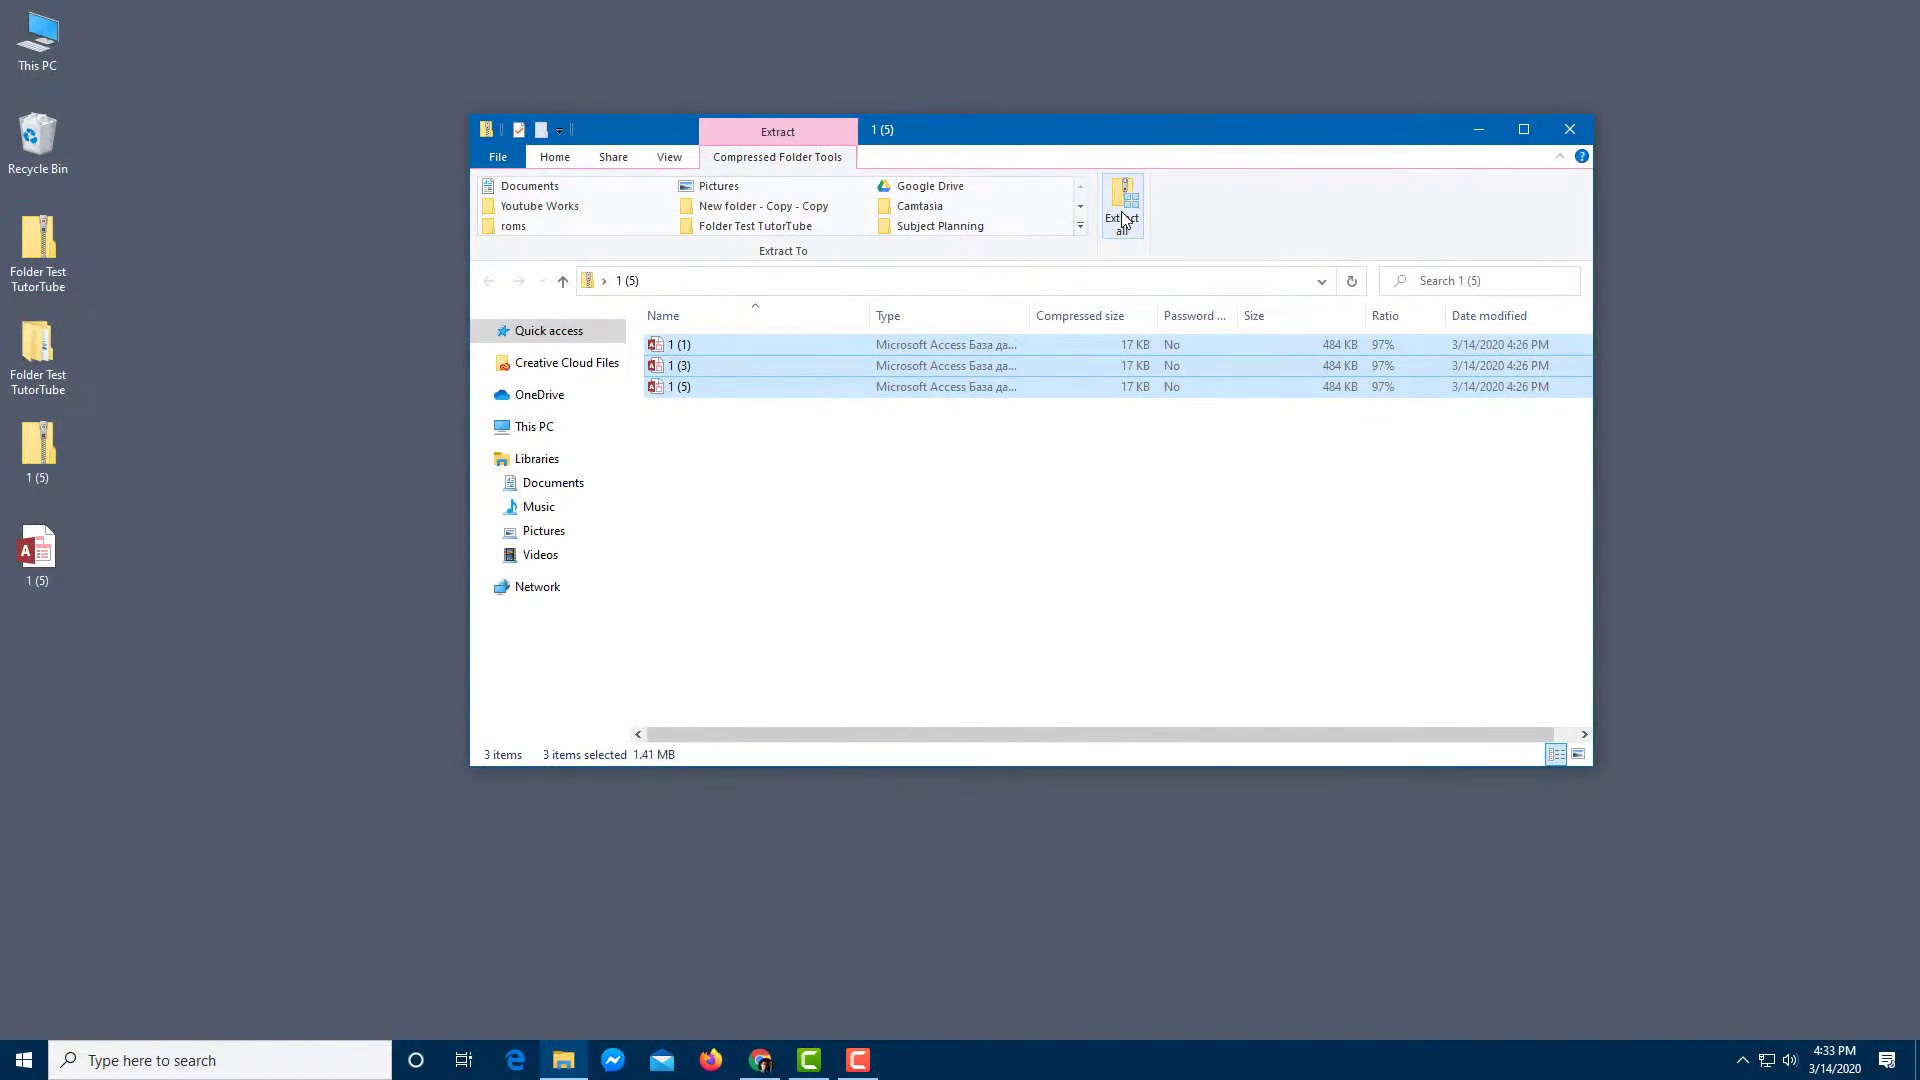 This PC
Recycle Bin
Folder Test
TutorTube
Folder Test
TutorTube
1 (5)
1 (5)
Extract
1 (5)
File
Home
Share
View
Compressed Folder Tools
Documents
Pictures
Google Drive
Youtube Works
New folder - Copy - Copy
Camtasia
roms
Folder Test TutorTube
Subject Planning
Extract To
Extract
all
1 (5)
Search 1 (5)
Quick access
Creative Cloud Files
OneDrive
This PC
Libraries
Documents
Music
Pictures
Videos
Network
Name Type Compressed size Password ... Size Ratio Date modified
1 (1) Microsoft Access База да... 17 KB No 484 KB 97% 3/14/2020 4:26 PM
1 (3) Microsoft Access База да... 17 KB No 484 KB 97% 3/14/2020 4:26 PM
1 (5) Microsoft Access База да... 17 KB No 484 KB 97% 3/14/2020 4:26 PM
3 items 3 items selected 1.41 MB
Type here to search
4:33 PM
3/14/2020